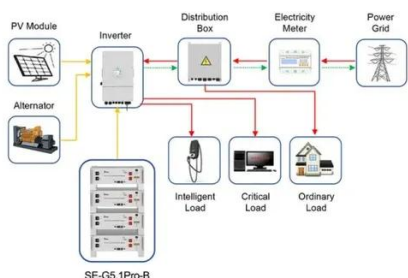 PV Module
Inverter
Distribution
Box
Electricity
Meter
Power
Grid
Alternator
Intelligent
Load
Critical
Load
Ordinary
Load
SE-G5.1Pro-B